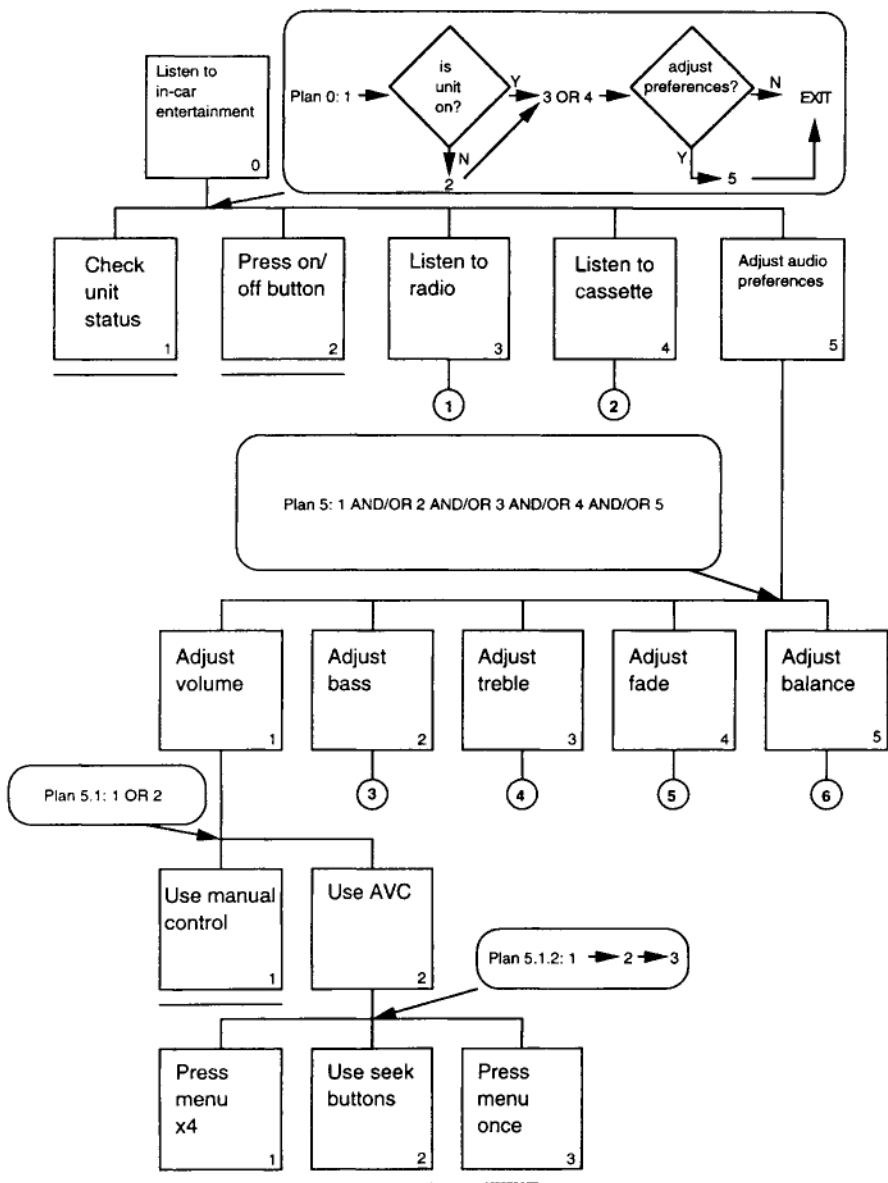 Listen to
in-car
entertainment
0
Plan 0: 1
is
unit
on?
Y
N
2
3 OR 4
adjust
preferences?
N
EXIT
Y
5
Check
unit
status
1
Press on/
off button
2
Listen to
radio
3
Listen to
cassette
4
Adjust audio
preferences
5
1
2
Plan 5: 1 AND/OR 2 AND/OR 3 AND/OR 4 AND/OR 5
Adjust
volume
1
Adjust
bass
2
Adjust
treble
3
Adjust
fade
4
Adjust
balance
5
3
4
5
6
Plan 5.1: 1 OR 2
Use manual
control
1
Use AVC
2
Plan 5.1.2: 1 2 3
Press
menu
x4
1
Use seek
buttons
2
Press
menu
once
3